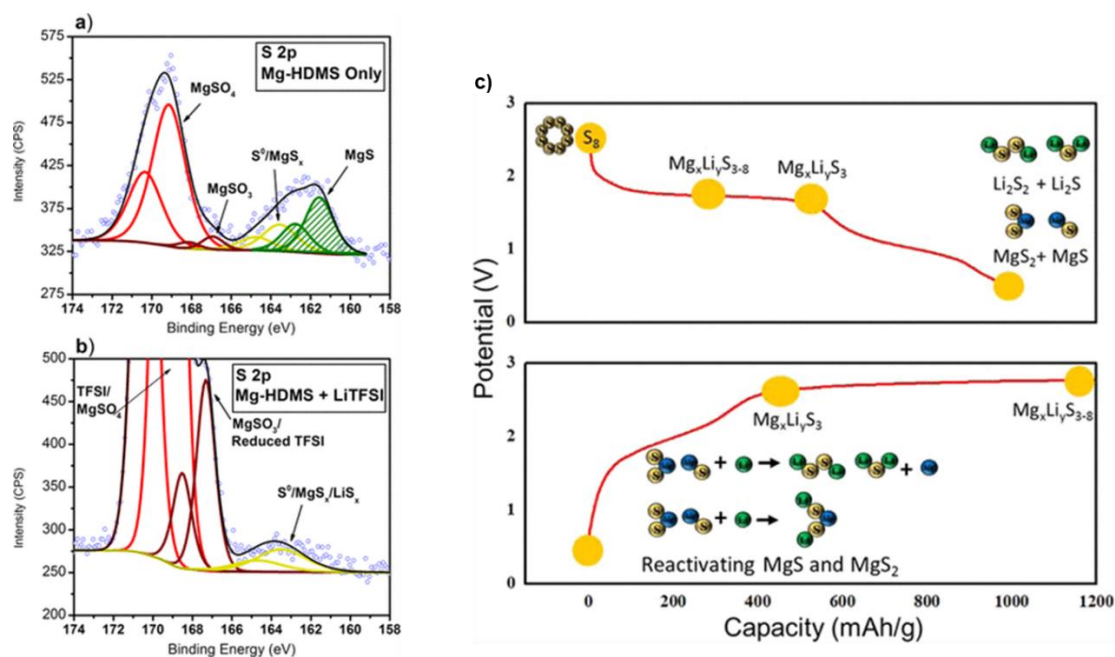 a)
575
525
475
425
375
325
275
Intensity (CPS)
S 2p
Mg-HDMS Only
MgSO4
MgSO3
S⁰/MgSx
MgS
174 172 170 168 166 164 162 160 158
Binding Energy (eV)
b)
500
450
400
350
300
250
200
Intensity (CPS)
S 2p
Mg-HDMS + LiTFSI
TFSI/
MgSO4
MgSO3/
Reduced TFSI
S⁰/MgSx/LiSx
174 172 170 168 166 164 162 160 158
Binding Energy (eV)
c)
Potential (V)
3
2
1
0
S8
MgxLiyS3-8
MgxLiyS3
Li2S2 + Li2S
MgS2+ MgS
3
2
1
0
MgxLiyS3
MgxLiyS3-8
+ → +
+ →
Reactivating MgS and MgS2
0 200 400 600 800 1000 1200
Capacity (mAh/g)